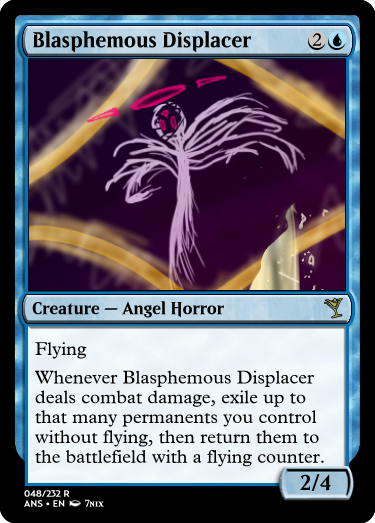 Blasphemous Displacer 2
Creature — Angel Horror
Flying
Whenever Blasphemous Displacer
deals combat damage, exile up to
that many permanents you control
without flying, then return them to
the battlefield with a flying counter.
2/4
048/232 R
ANS • EN 7NIX